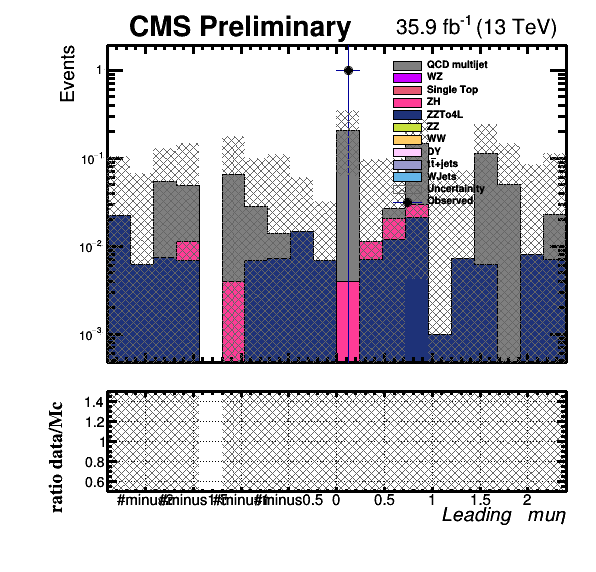 CMS Preliminary
35.9 fb⁻¹ (13 TeV)
Events
1
10⁻¹
10⁻²
10⁻³
QCD multijet
WZ
Single Top
ZH
ZZTo4L
ZZ
WW
DY
tt+jets
WJets
Uncertainity
Observed
ratio data/Mc
1.4
1.2
1
0.8
0.6
#minus2 #minus1.5 #minus1 #minus0.5 0 0.5 1 1.5 2
Leading muη